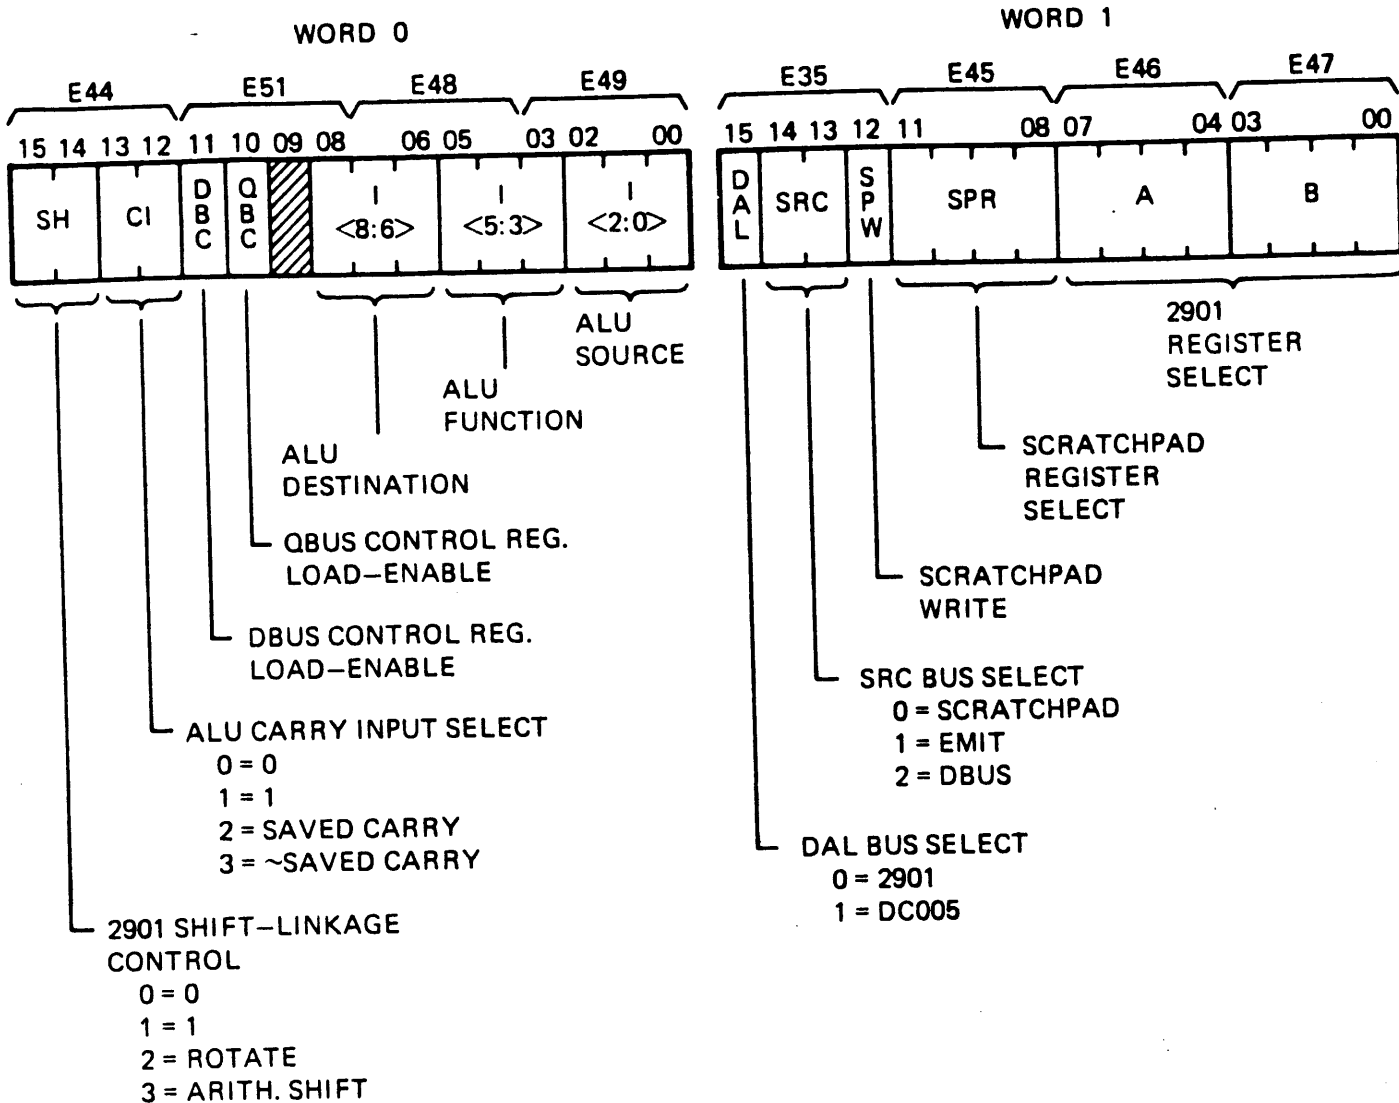 WORD 0
E44 E51 E48 E49
15 14 13 12 11 10 09 08 06 05 03 02 00
SH CI DBC QBC I <8:6> I <5:3> I <2:0>
ALU
SOURCE
ALU
FUNCTION
ALU
DESTINATION
QBUS CONTROL REG.
LOAD–ENABLE
DBUS CONTROL REG.
LOAD–ENABLE
ALU CARRY INPUT SELECT
0 = 0
1 = 1
2 = SAVED CARRY
3 = ~SAVED CARRY
2901 SHIFT–LINKAGE
CONTROL
0 = 0
1 = 1
2 = ROTATE
3 = ARITH. SHIFT
WORD 1
E35 E45 E46 E47
15 14 13 12 11 08 07 04 03 00
DAL SRC SPW SPR A B
2901
REGISTER
SELECT
SCRATCHPAD
REGISTER
SELECT
SCRATCHPAD
WRITE
SRC BUS SELECT
0 = SCRATCHPAD
1 = EMIT
2 = DBUS
DAL BUS SELECT
0 = 2901
1 = DC005